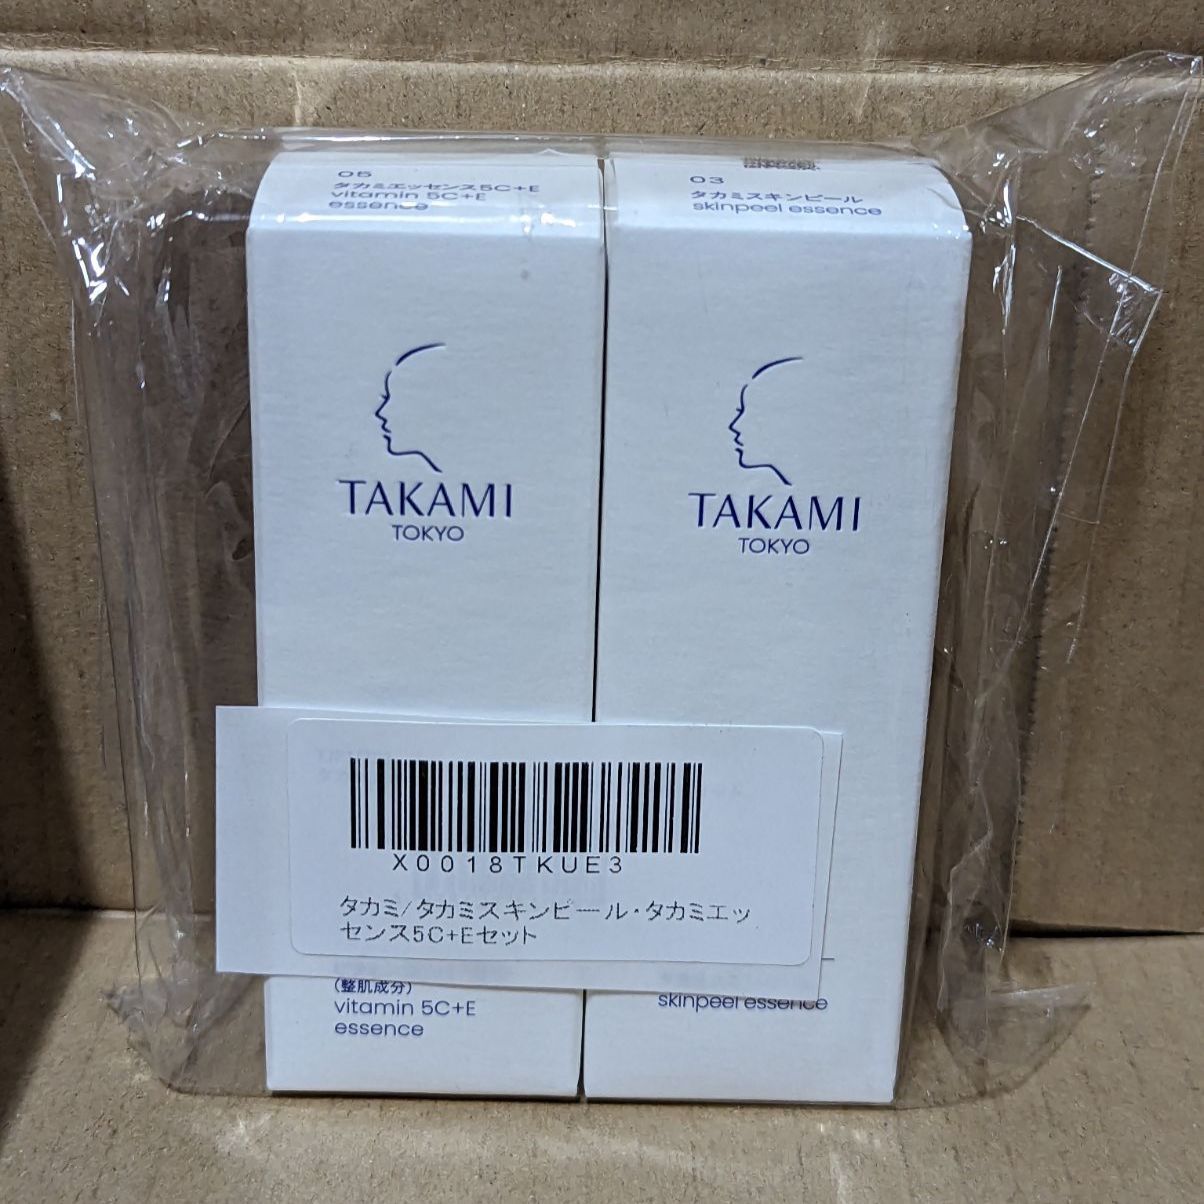 05
タカミエッセンス5C+E
vitamin 5C+E
essence
03
タカミスキンピール
skinpeel essence
TAKAMI
TOKYO
TAKAMI
TOKYO
X0018TKUE3
タカミ/タカミスキンピール・タカミエッ
センス5C+Eセット
(整肌成分)
vitamin 5C+E
essence
skinpeel essence